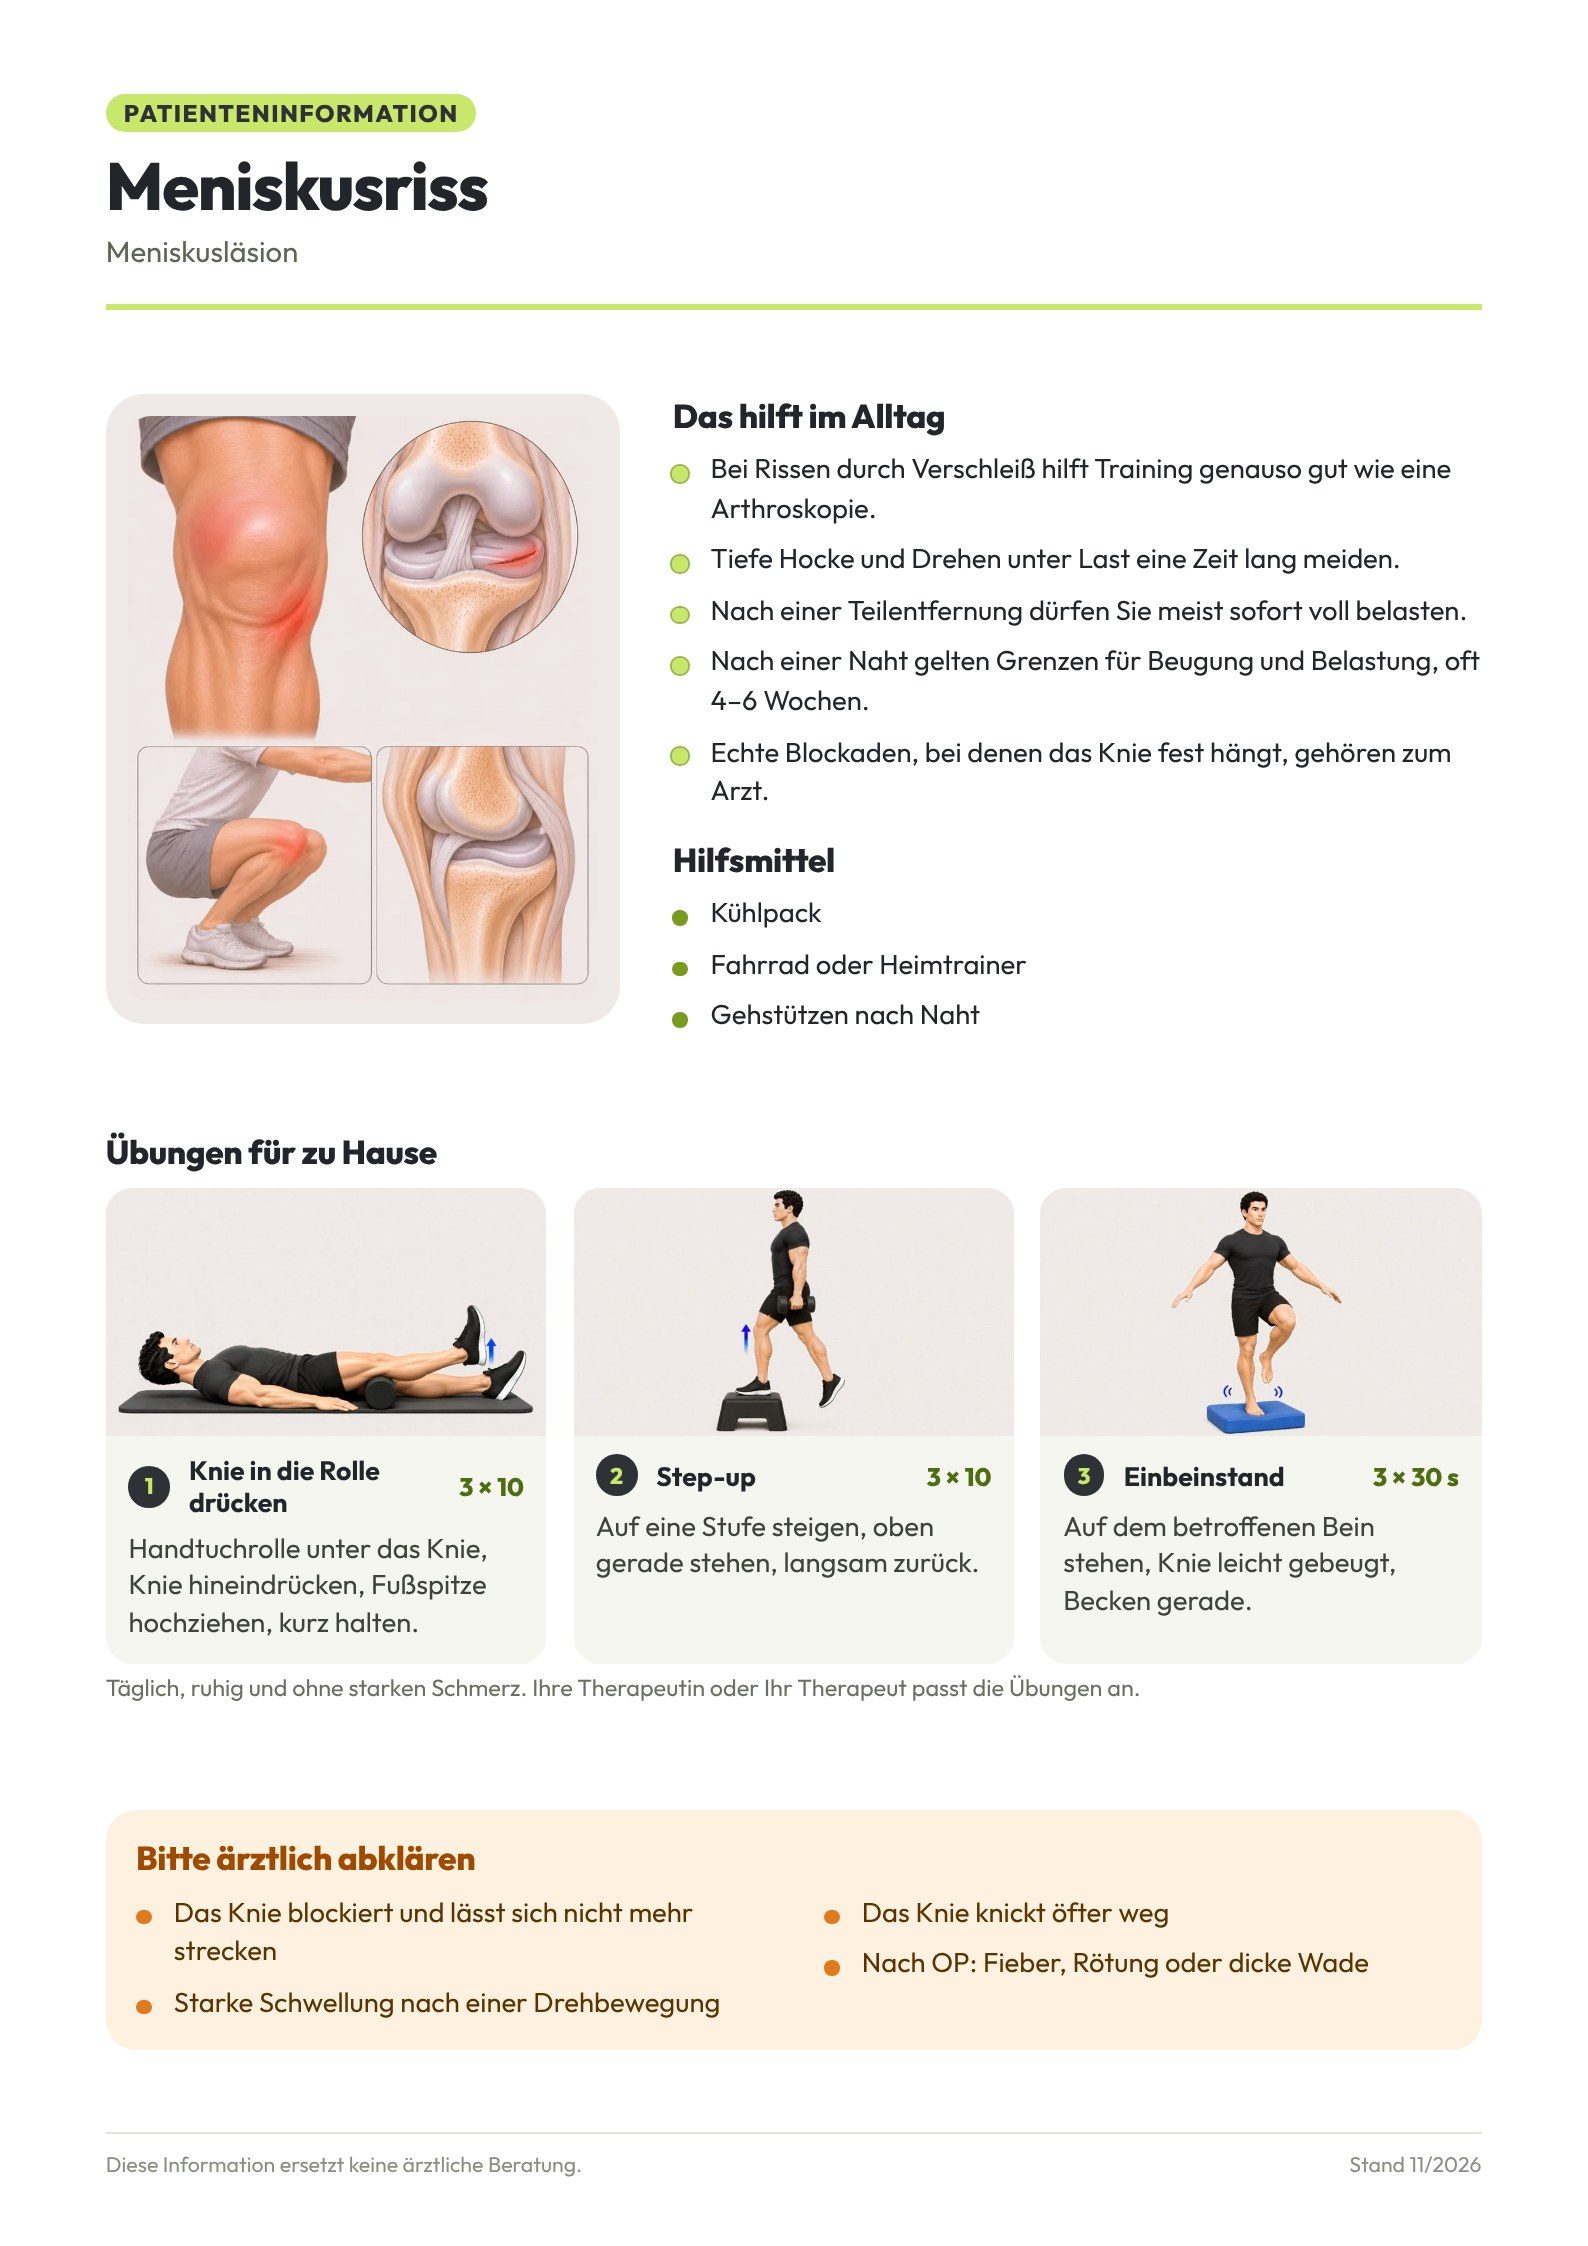 PATIENTENINFORMATION
Meniskusriss
Meniskusläsion
Das hilft im Alltag
Bei Rissen durch Verschleiß hilft Training genauso gut wie eine
Arthroskopie.
Tiefe Hocke und Drehen unter Last eine Zeit lang meiden.
Nach einer Teilentfernung dürfen Sie meist sofort voll belasten.
Nach einer Naht gelten Grenzen für Beugung und Belastung, oft
4–6 Wochen.
Echte Blockaden, bei denen das Knie fest hängt, gehören zum
Arzt.
Hilfsmittel
Kühlpack
Fahrrad oder Heimtrainer
Gehstützen nach Naht
Übungen für zu Hause
1 Knie in die Rolle
drücken 3 × 10
Handtuchrolle unter das Knie,
Knie hineindrücken, Fußspitze
hochziehen, kurz halten.
2 Step-up 3 × 10
Auf eine Stufe steigen, oben
gerade stehen, langsam zurück.
3 Einbeinstand 3 × 30 s
Auf dem betroffenen Bein
stehen, Knie leicht gebeugt,
Becken gerade.
Täglich, ruhig und ohne starken Schmerz. Ihre Therapeutin oder Ihr Therapeut passt die Übungen an.
Bitte ärztlich abklären
Das Knie blockiert und lässt sich nicht mehr
strecken
Starke Schwellung nach einer Drehbewegung
Das Knie knickt öfter weg
Nach OP: Fieber, Rötung oder dicke Wade
Diese Information ersetzt keine ärztliche Beratung.
Stand 11/2026